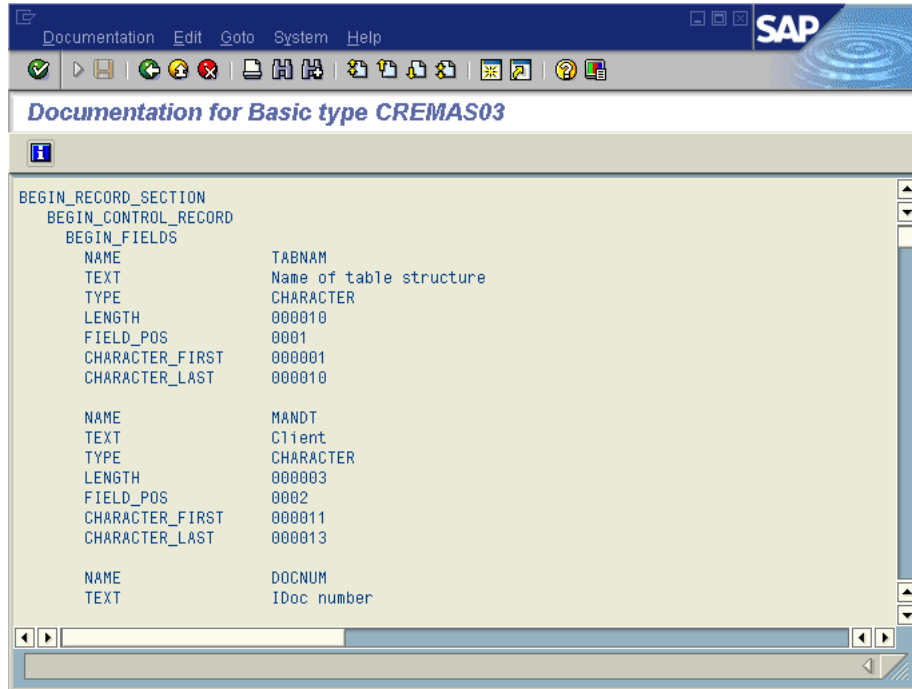 Documentation Edit Goto System Help
SAP
Documentation for Basic type CREMAS03
BEGIN_RECORD_SECTION
BEGIN_CONTROL_RECORD
BEGIN_FIELDS
NAME TABNAM
TEXT Name of table structure
TYPE CHARACTER
LENGTH 000010
FIELD_POS 0001
CHARACTER_FIRST 000001
CHARACTER_LAST 000010
NAME MANDT
TEXT Client
TYPE CHARACTER
LENGTH 000003
FIELD_POS 0002
CHARACTER_FIRST 000011
CHARACTER_LAST 000013
NAME DOCNUM
TEXT IDoc number